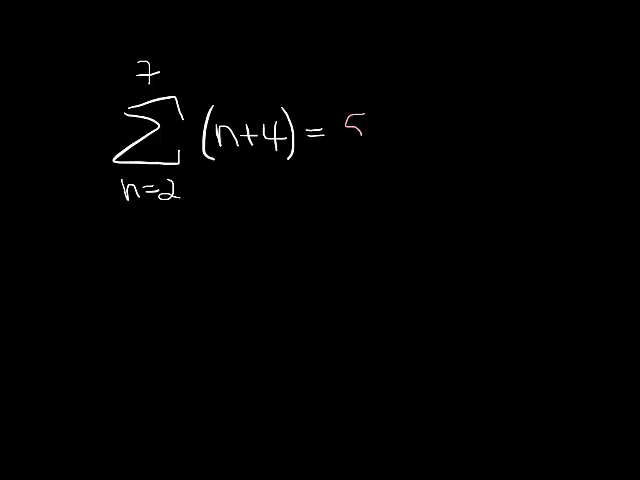 7
∑ (n+4) = 5
n=2